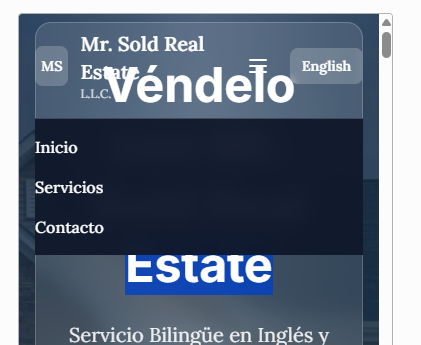 MS
Mr. Sold Real
Estate
L.L.C.
English
Véndelo
Inicio
Servicios
Contacto
Estate
Servicio Bilingüe en Inglés y